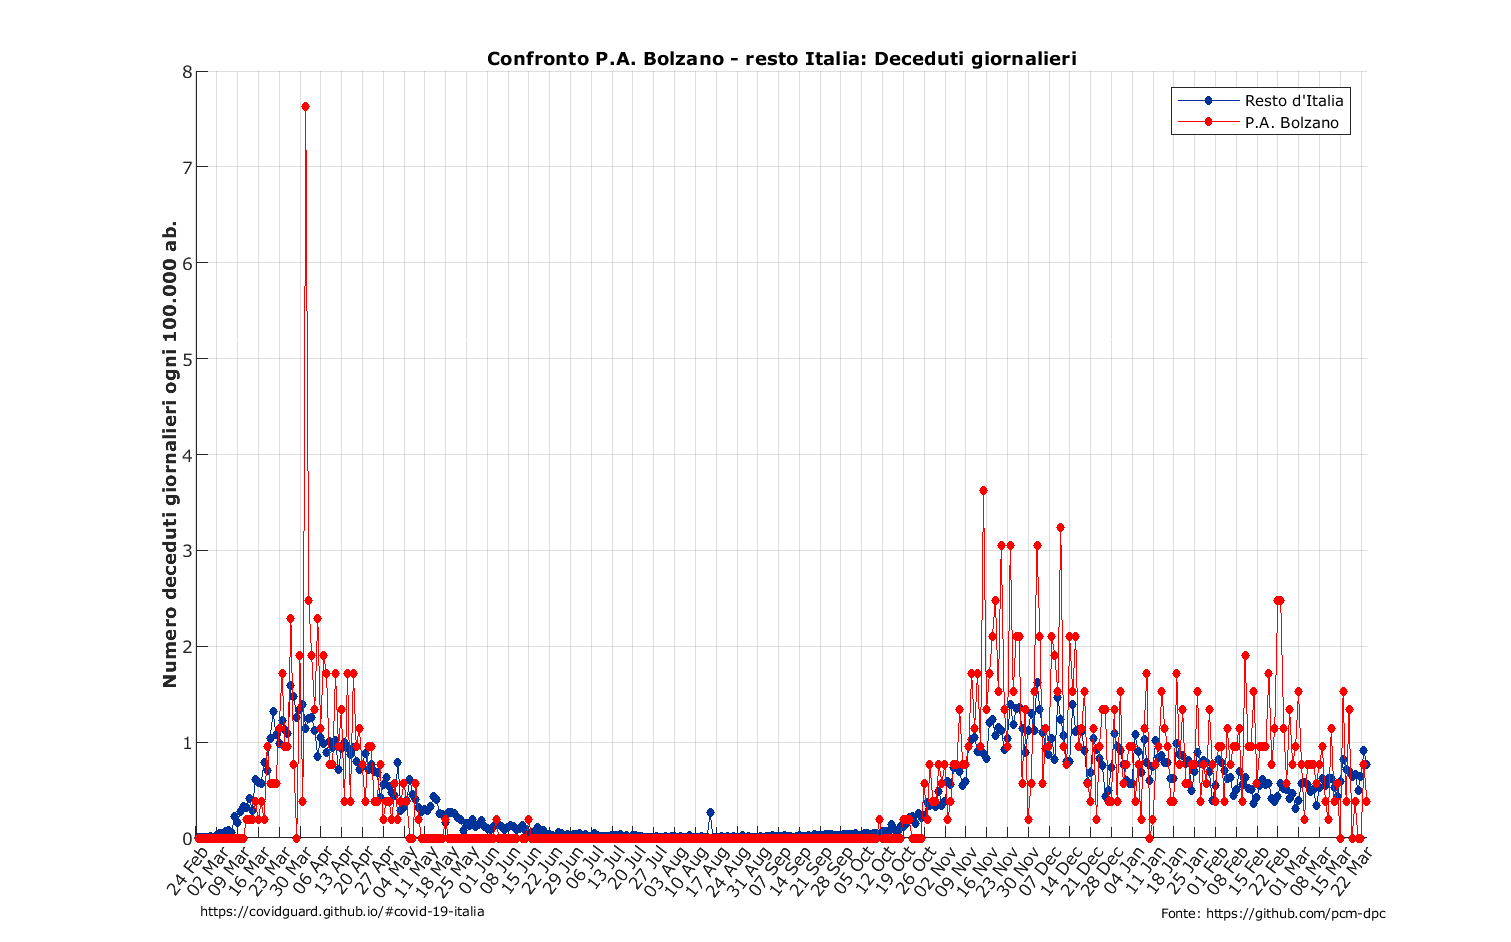 Confronto P.A. Bolzano - resto Italia: Deceduti giornalieri
Resto d'Italia
P.A. Bolzano
Numero deceduti giornalieri ogni 100.000 ab.
8
7
6
5
4
3
2
1
0
24 Feb
02 Mar
09 Mar
16 Mar
23 Mar
30 Mar
06 Apr
13 Apr
20 Apr
27 Apr
04 May
11 May
18 May
25 May
01 Jun
08 Jun
15 Jun
22 Jun
29 Jun
06 Jul
13 Jul
20 Jul
27 Jul
03 Aug
10 Aug
17 Aug
24 Aug
31 Aug
07 Sep
14 Sep
21 Sep
28 Sep
05 Oct
12 Oct
19 Oct
26 Oct
02 Nov
09 Nov
16 Nov
23 Nov
30 Nov
07 Dec
14 Dec
21 Dec
28 Dec
04 Jan
11 Jan
18 Jan
25 Jan
01 Feb
08 Feb
15 Feb
22 Feb
01 Mar
08 Mar
15 Mar
22 Mar
https://covidguard.github.io/#covid-19-italia
Fonte: https://github.com/pcm-dpc